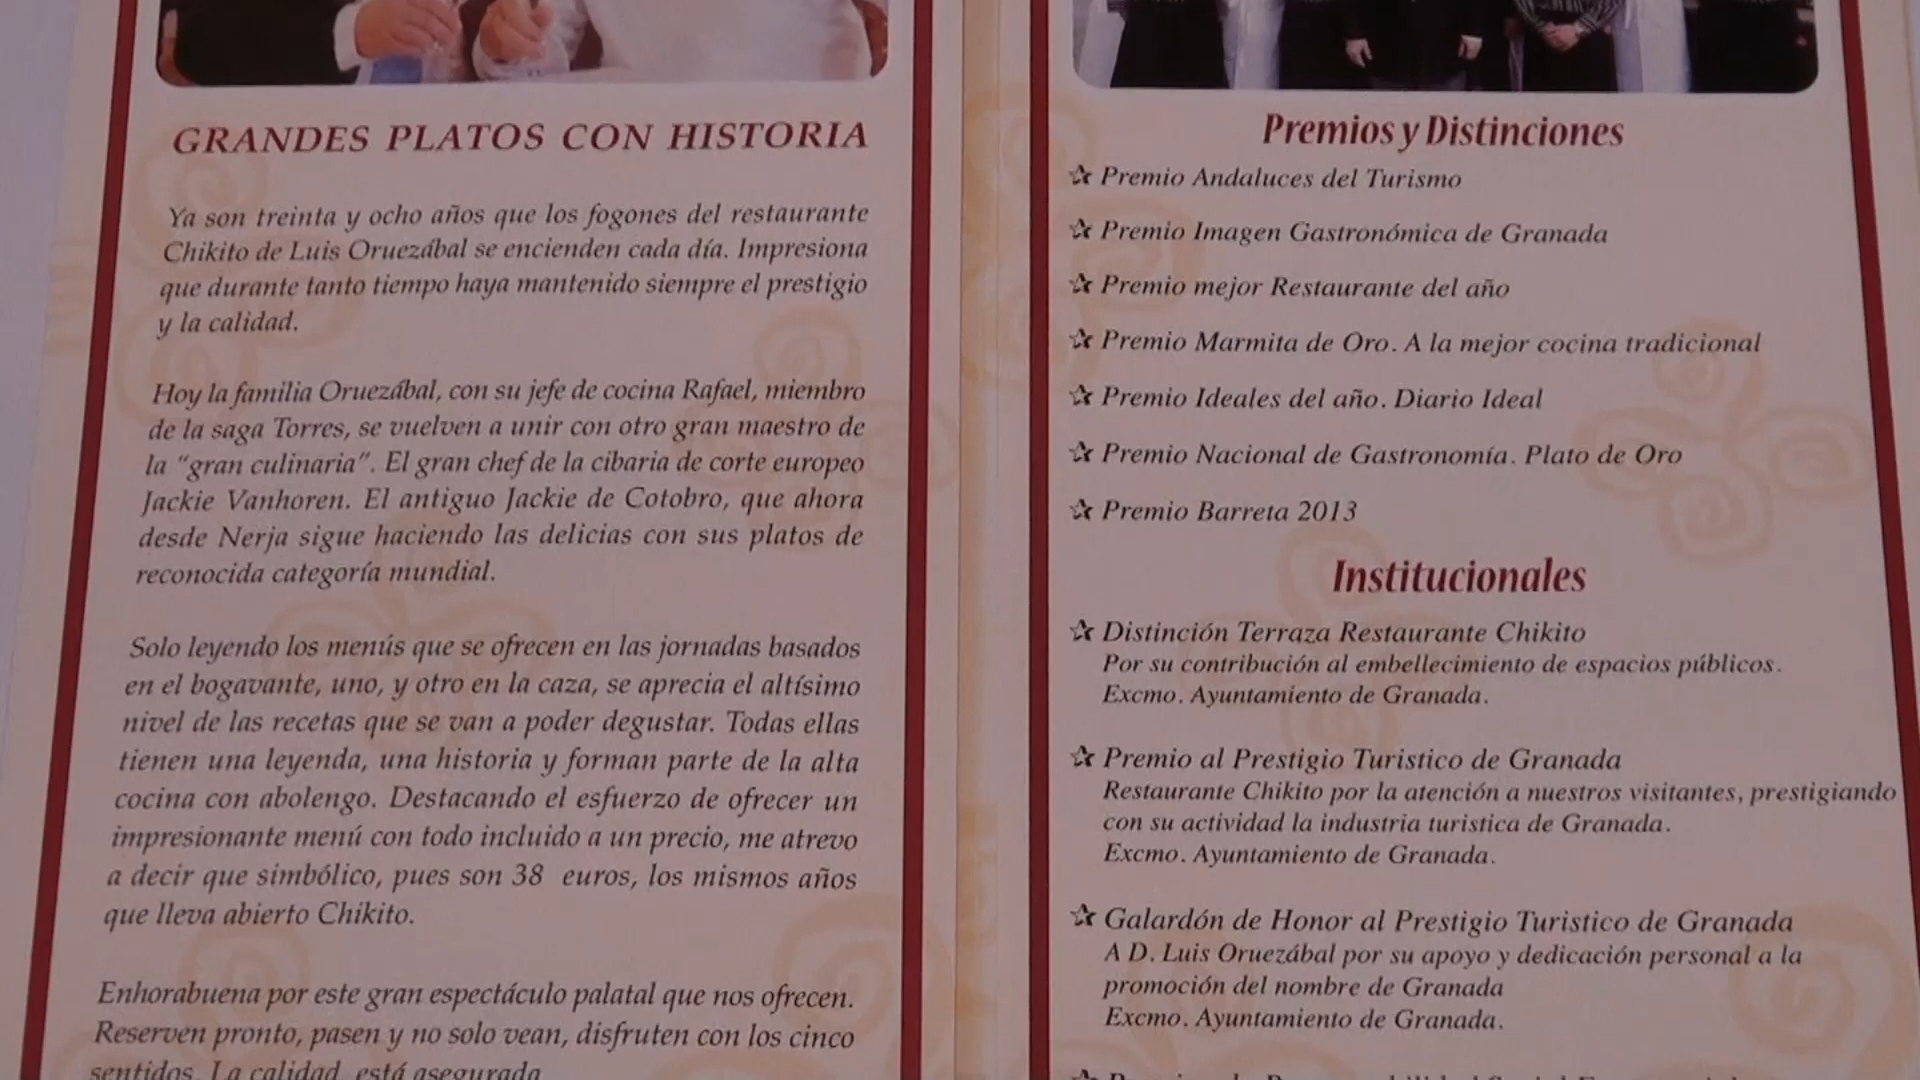 GRANDES PLATOS CON HISTORIA
Ya son treinta y ocho años que los fogones del restaurante
Chikito de Luis Oruezábal se encienden cada día. Impresiona
que durante tanto tiempo haya mantenido siempre el prestigio
y la calidad.
Hoy la familia Oruezábal, con su jefe de cocina Rafael, miembro
de la saga Torres, se vuelven a unir con otro gran maestro de
la “gran culinaria”. El gran chef de la cibaria de corte europeo
Jackie Vanhoren. El antiguo Jackie de Cotobro, que ahora
desde Nerja sigue haciendo las delicias con sus platos de
reconocida categoría mundial.
Solo leyendo los menús que se ofrecen en las jornadas basados
en el bogavante, uno, y otro en la caza, se aprecia el altísimo
nivel de las recetas que se van a poder degustar. Todas ellas
tienen una leyenda, una historia y forman parte de la alta
cocina con abolengo. Destacando el esfuerzo de ofrecer un
impresionante menú con todo incluido a un precio, me atrevo
a decir que simbólico, pues son 38 euros, los mismos años
que lleva abierto Chikito.
Enhorabuena por este gran espectáculo palatal que nos ofrecen.
Reserven pronto, pasen y no solo vean, disfruten con los cinco
sentidos. La calidad está asegurada
Premios y Distinciones
Premio Andaluces del Turismo
Premio Imagen Gastronómica de Granada
Premio mejor Restaurante del año
Premio Marmita de Oro. A la mejor cocina tradicional
Premio Ideales del año. Diario Ideal
Premio Nacional de Gastronomía. Plato de Oro
Premio Barreta 2013
Institucionales
Distinción Terraza Restaurante Chikito
Por su contribución al embellecimiento de espacios públicos.
Excmo. Ayuntamiento de Granada.
Premio al Prestigio Turistico de Granada
Restaurante Chikito por la atención a nuestros visitantes, prestigiando
con su actividad la industria turistica de Granada.
Excmo. Ayuntamiento de Granada.
Galardón de Honor al Prestigio Turistico de Granada
A D. Luis Oruezábal por su apoyo y dedicación personal a la
promoción del nombre de Granada
Excmo. Ayuntamiento de Granada.